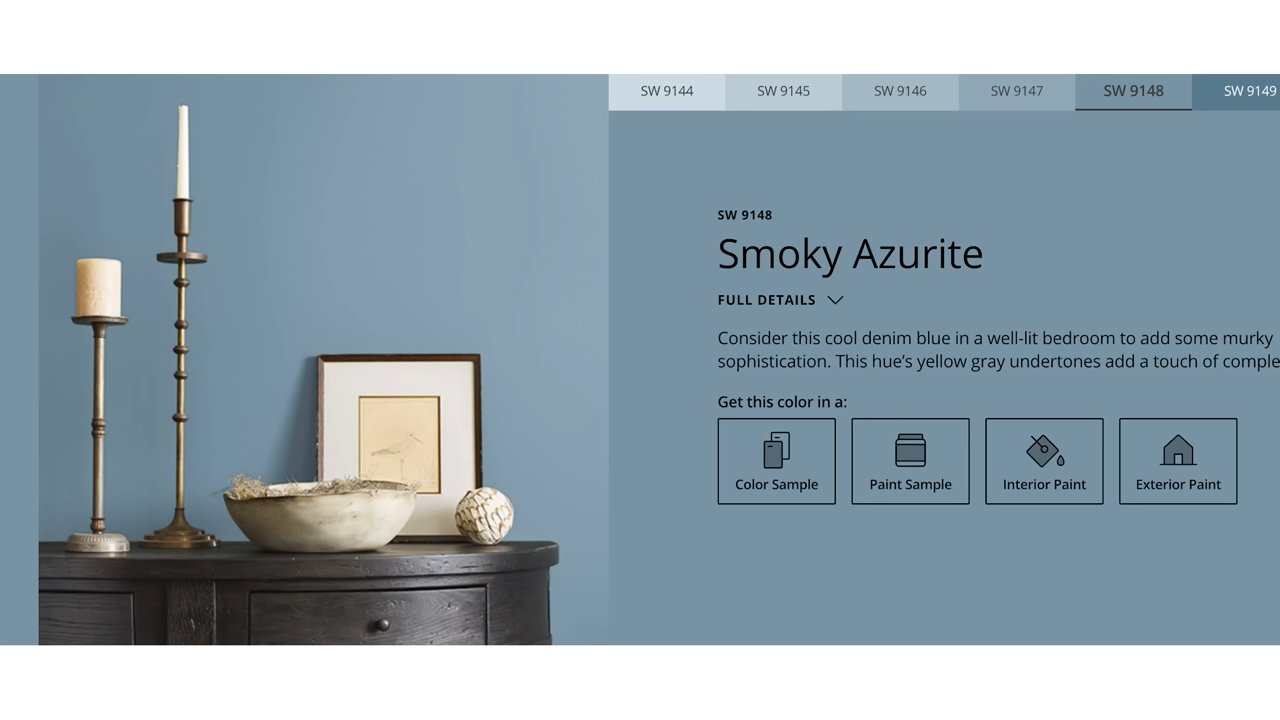 SW 9144 SW 9145 SW 9146 SW 9147 SW 9148 SW 9149
SW 9148
Smoky Azurite
FULL DETAILS
Consider this cool denim blue in a well-lit bedroom to add some murky
sophistication. This hue’s yellow gray undertones add a touch of comple
Get this color in a:
Color Sample Paint Sample Interior Paint Exterior Paint